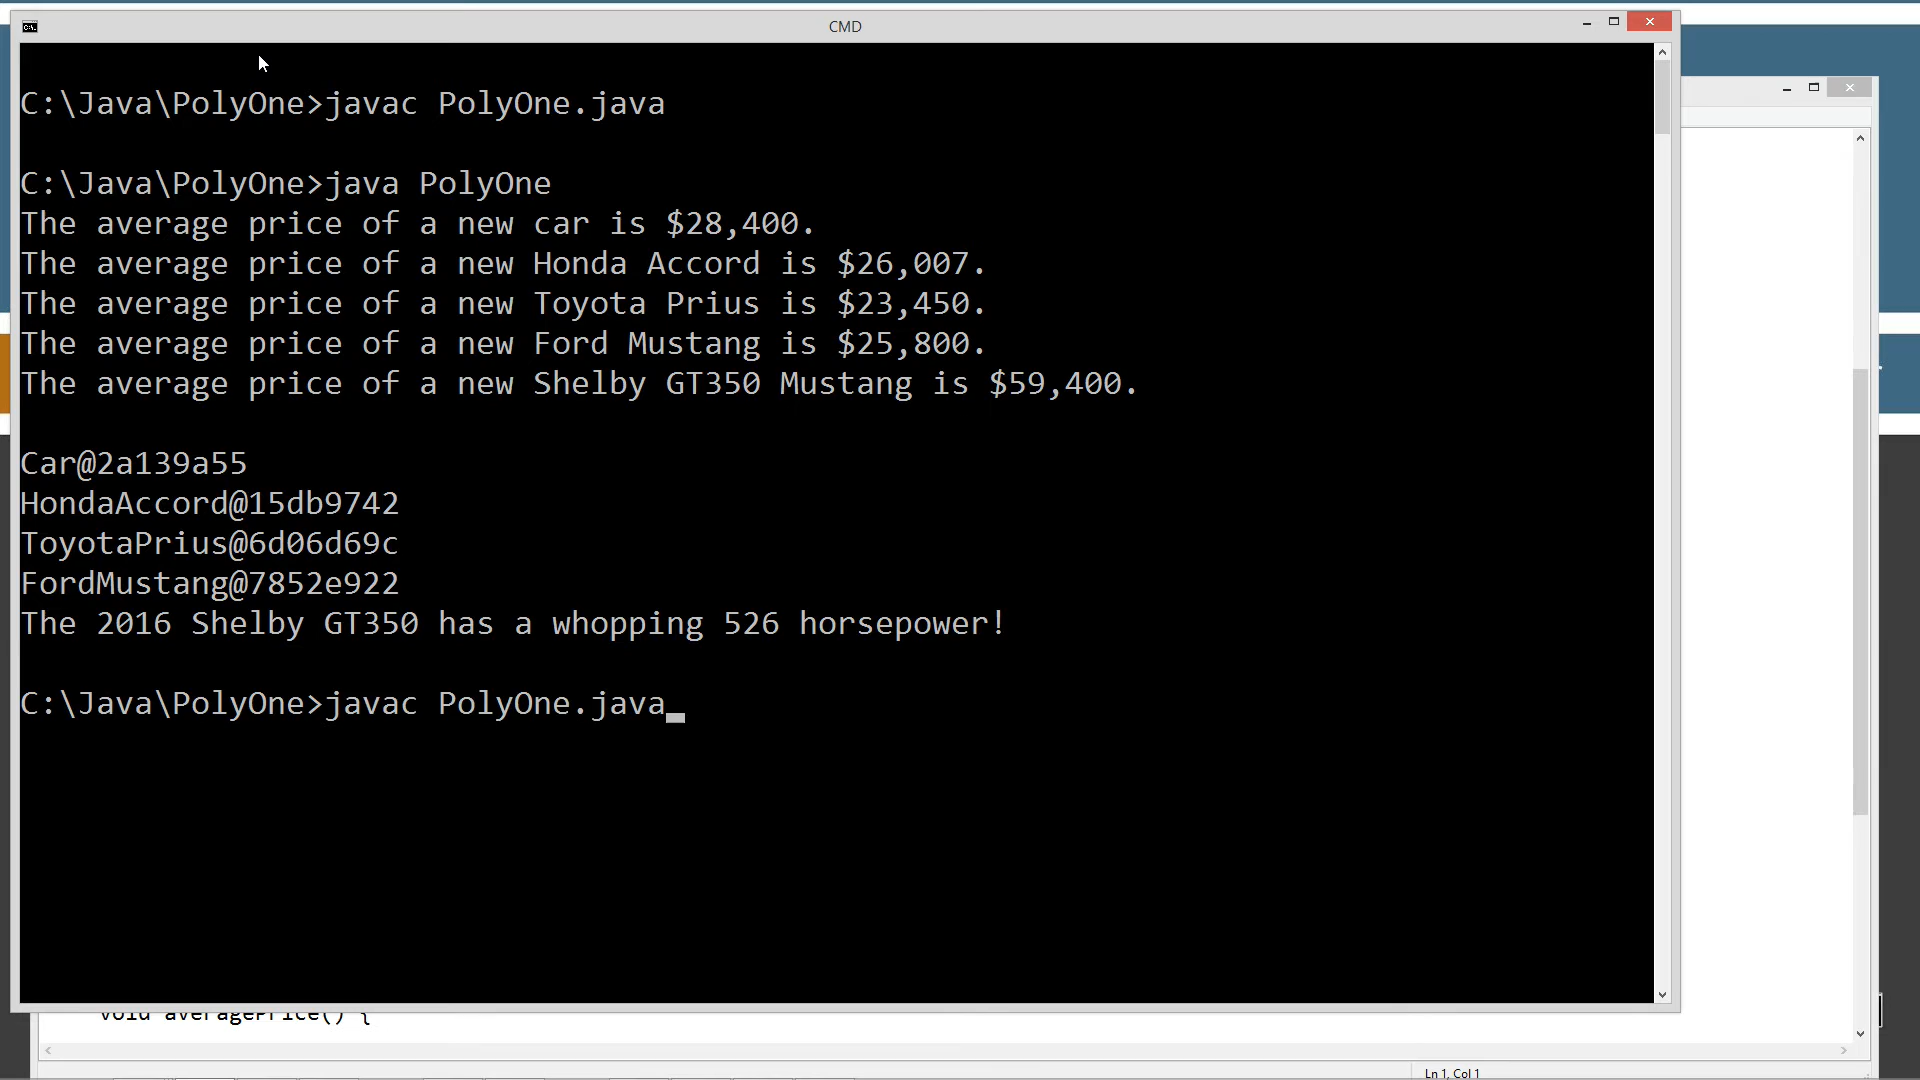 CMD
C:\Java\PolyOne>javac PolyOne.java
C:\Java\PolyOne>java PolyOne
The average price of a new car is $28,400.
The average price of a new Honda Accord is $26,007.
The average price of a new Toyota Prius is $23,450.
The average price of a new Ford Mustang is $25,800.
The average price of a new Shelby GT350 Mustang is $59,400.
Car@2a139a55
HondaAccord@15db9742
ToyotaPrius@6d06d69c
FordMustang@7852e922
The 2016 Shelby GT350 has a whopping 526 horsepower!
C:\Java\PolyOne>javac PolyOne.java
void averagePrice() {
Ln 1, Col 1